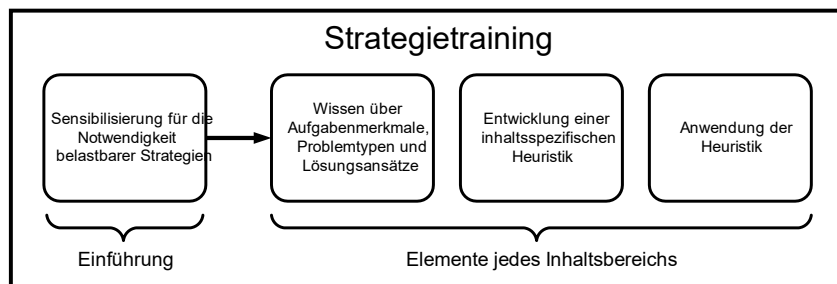 Strategietraining
Sensibilisierung für die
Notwendigkeit
belastbarer Strategien
Wissen über
Aufgabenmerkmale,
Problemtypen und
Lösungsansätze
Entwicklung einer
inhaltsspezifischen
Heuristik
Anwendung der
Heuristik
Einführung
Elemente jedes Inhaltsbereichs